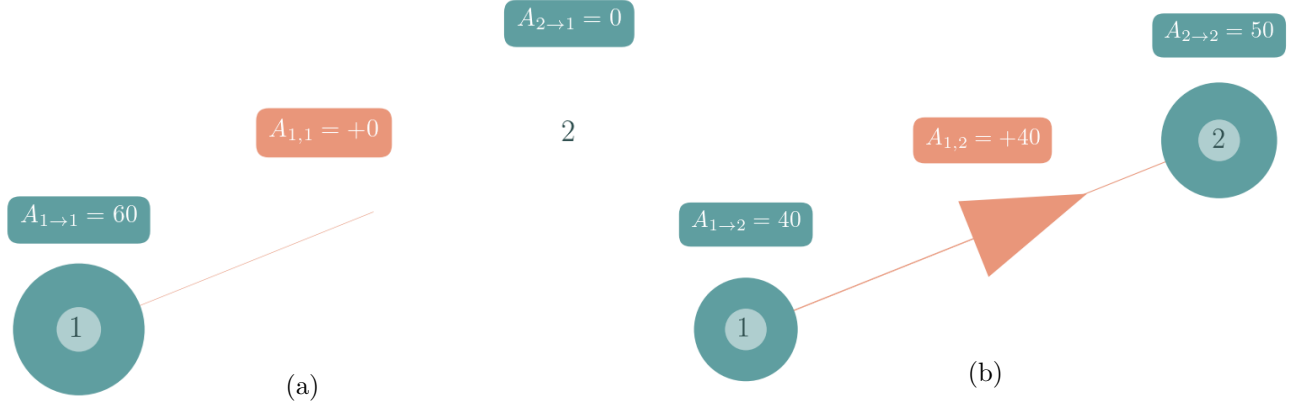 A_{2→1} = 0
A_{1,1} = +0
2
A_{1→1} = 60
1
(a)
A_{2→2} = 50
A_{1,2} = +40
2
A_{1→2} = 40
1
(b)